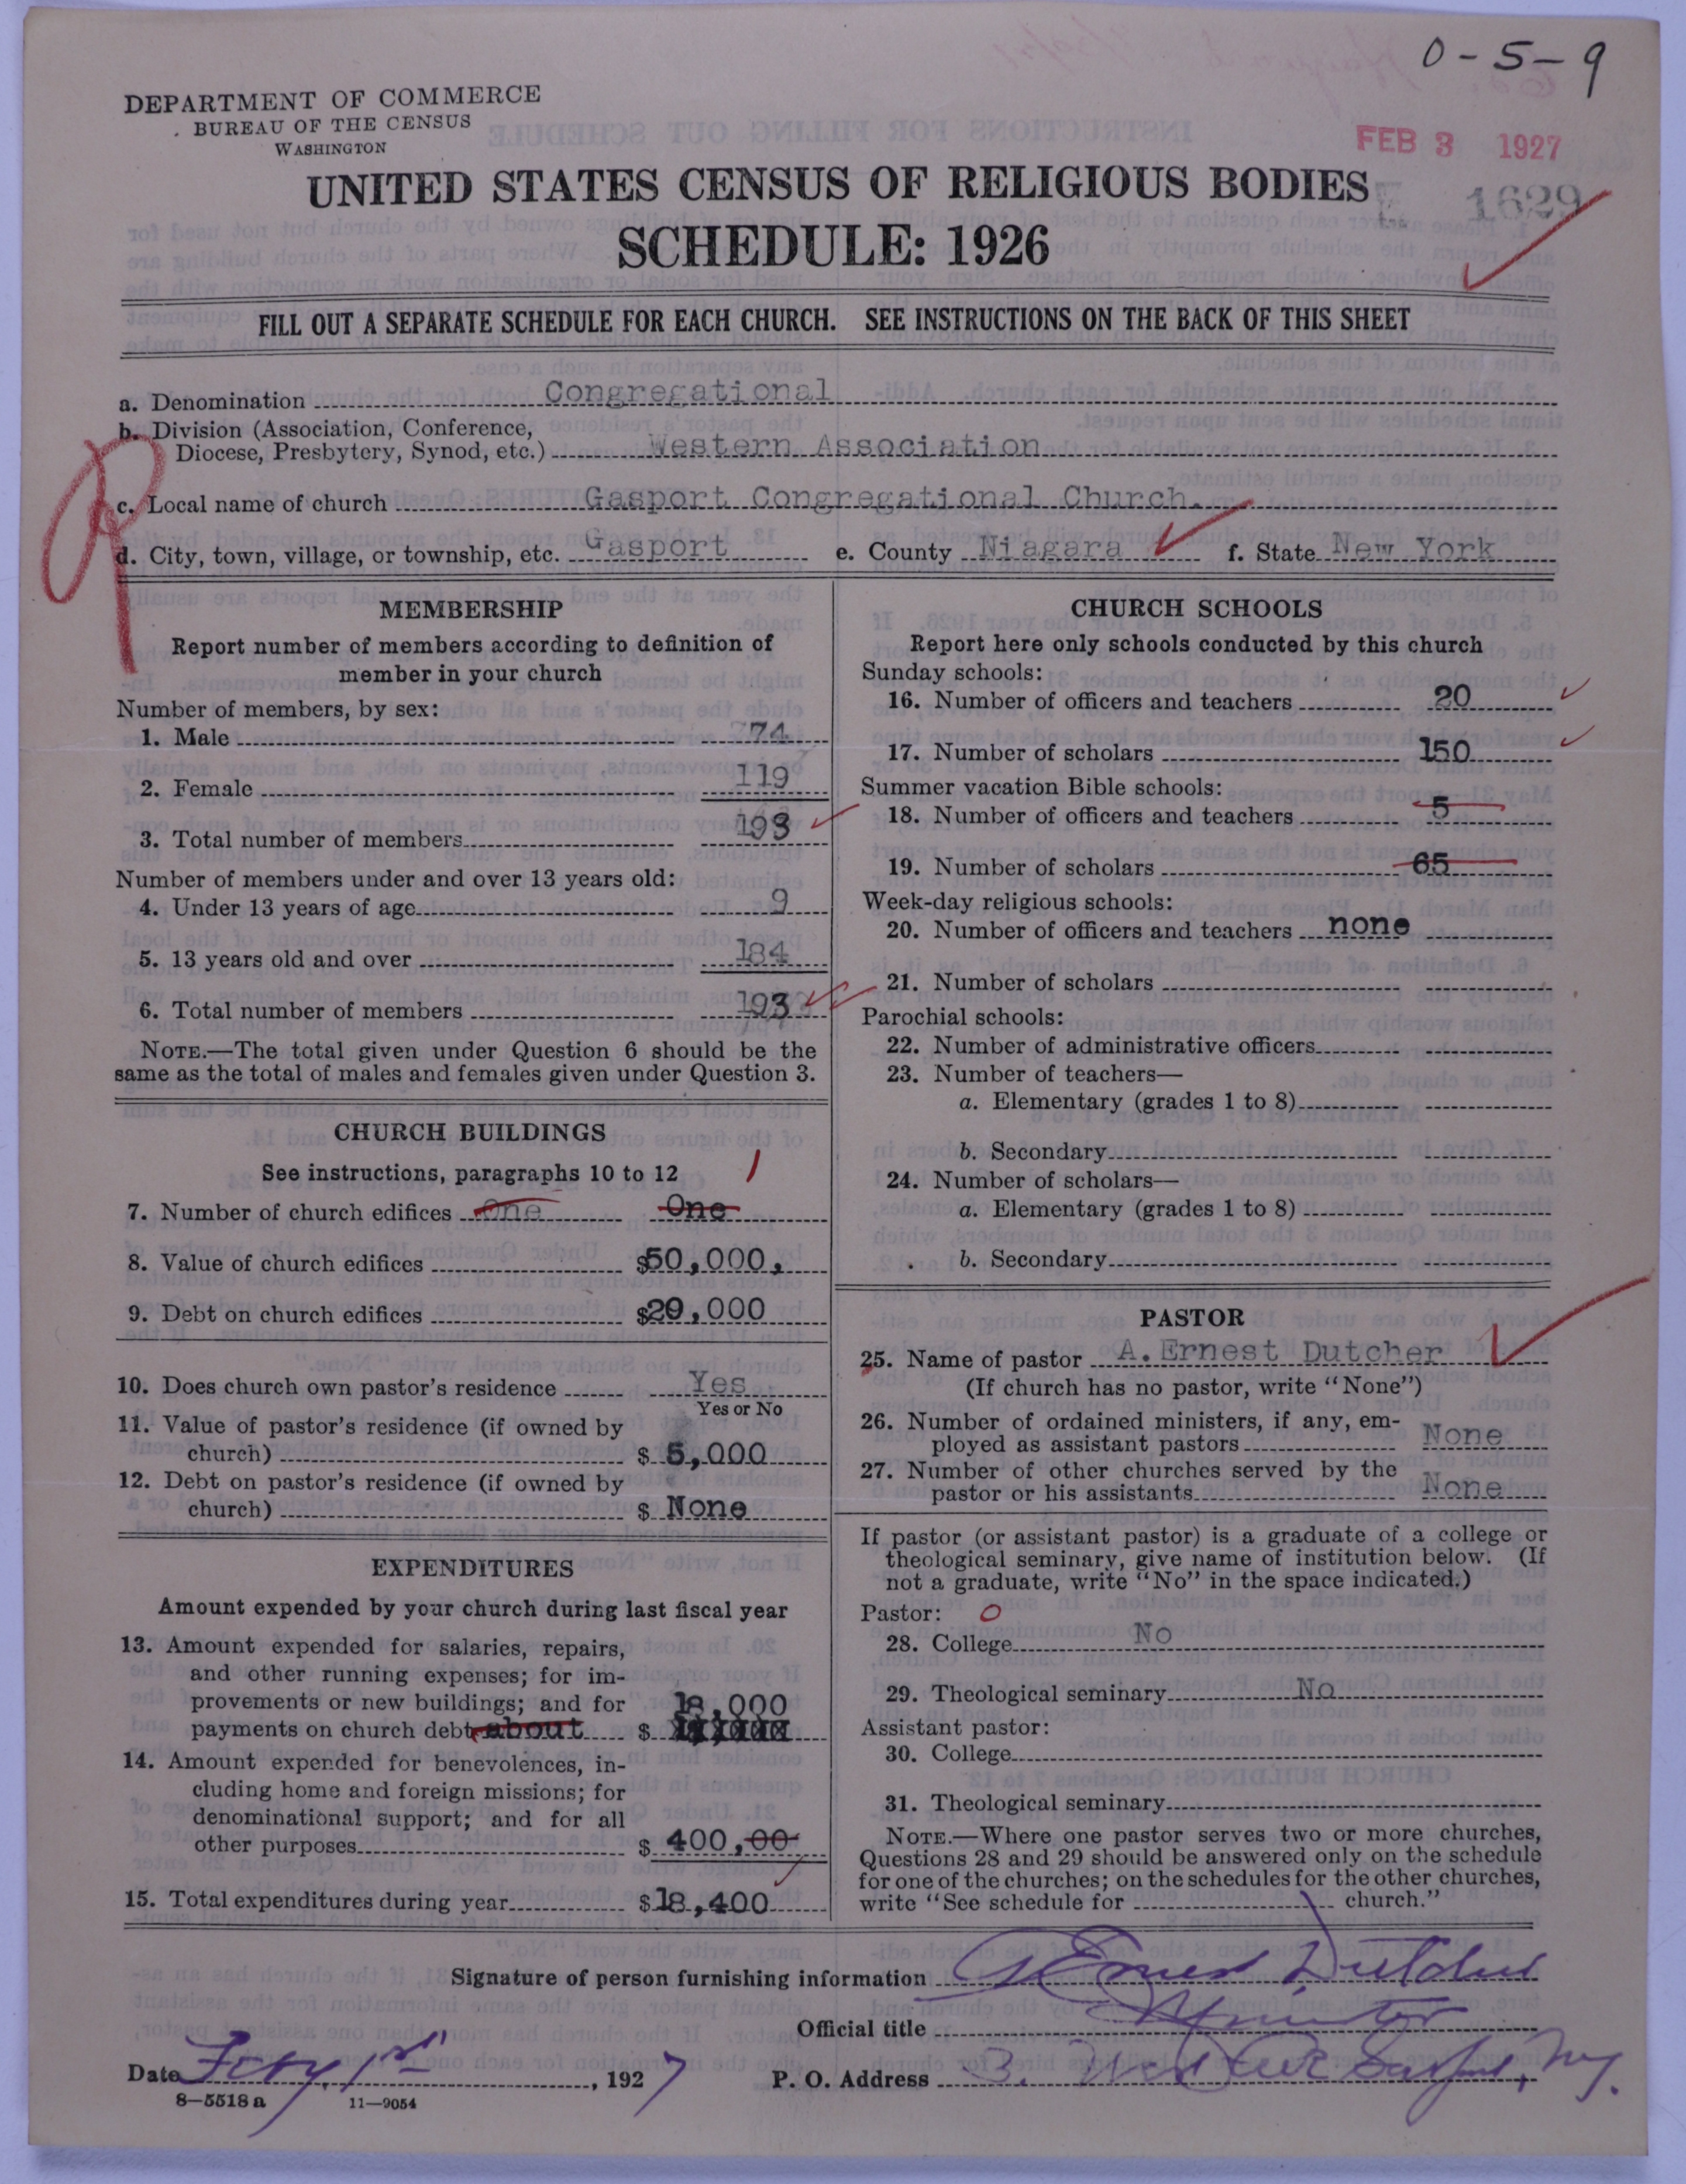 0-5-9
DEPARTMENT OF COMMERCE
BUREAU OF THE CENSUS
WASHINGTON
FEB 3 1927
UNITED STATES CENSUS OF RELIGIOUS BODIES
1629
SCHEDULE: 1926
FILL OUT A SEPARATE SCHEDULE FOR EACH CHURCH. SEE INSTRUCTIONS ON THE BACK OF THIS SHEET
a. Denomination Congregational
b. Division (Association, Conference,
Diocese, Presbytery, Synod, etc.) Western Association
c. Local name of church Gasport Congregational Church.
d. City, town, village, or township, etc. Gasport e. County Niagara f. State New York
MEMBERSHIP
Report number of members according to definition of
member in your church
Number of members, by sex:
1. Male 74
2. Female 119
3. Total number of members 193
Number of members under and over 13 years old:
4. Under 13 years of age 9
5. 13 years old and over 184
6. Total number of members 193
NOTE.—The total given under Question 6 should be the
same as the total of males and females given under Question 3.
CHURCH BUILDINGS
See instructions, paragraphs 10 to 12
1
7. Number of church edifices One One
8. Value of church edifices $50,000,
9. Debt on church edifices $20,000
10. Does church own pastor's residence Yes
Yes or No
11. Value of pastor's residence (if owned by
church) $ 5,000
12. Debt on pastor's residence (if owned by
church) $ None
EXPENDITURES
Amount expended by your church during last fiscal year
13. Amount expended for salaries, repairs,
and other running expenses; for im-
provements or new buildings; and for 18,000
payments on church debt about $
14. Amount expended for benevolences, in-
cluding home and foreign missions; for
denominational support; and for all
other purposes $ 400,00
15. Total expenditures during year $18,400
CHURCH SCHOOLS
Report here only schools conducted by this church
Sunday schools:
16. Number of officers and teachers 20
17. Number of scholars 150
Summer vacation Bible schools:
18. Number of officers and teachers 5
19. Number of scholars 65
Week-day religious schools:
20. Number of officers and teachers none
21. Number of scholars
Parochial schools:
22. Number of administrative officers
23. Number of teachers—
a. Elementary (grades 1 to 8)
b. Secondary
24. Number of scholars—
a. Elementary (grades 1 to 8)
b. Secondary
PASTOR
25. Name of pastor A. Ernest Dutcher
(If church has no pastor, write "None")
26. Number of ordained ministers, if any, em-
ployed as assistant pastors None
27. Number of other churches served by the
pastor or his assistants None
If pastor (or assistant pastor) is a graduate of a college or
theological seminary, give name of institution below. (If
not a graduate, write "No" in the space indicated.)
Pastor: O
28. College No
29. Theological seminary No
Assistant pastor:
30. College
31. Theological seminary
NOTE.—Where one pastor serves two or more churches,
Questions 28 and 29 should be answered only on the schedule
for one of the churches; on the schedules for the other churches,
write "See schedule for church."
Signature of person furnishing information A Ernest Dutcher
Official title Minister
Date Feby 1st, 1927 P. O. Address Gasport, N.Y.
8—5518 a 11—9054